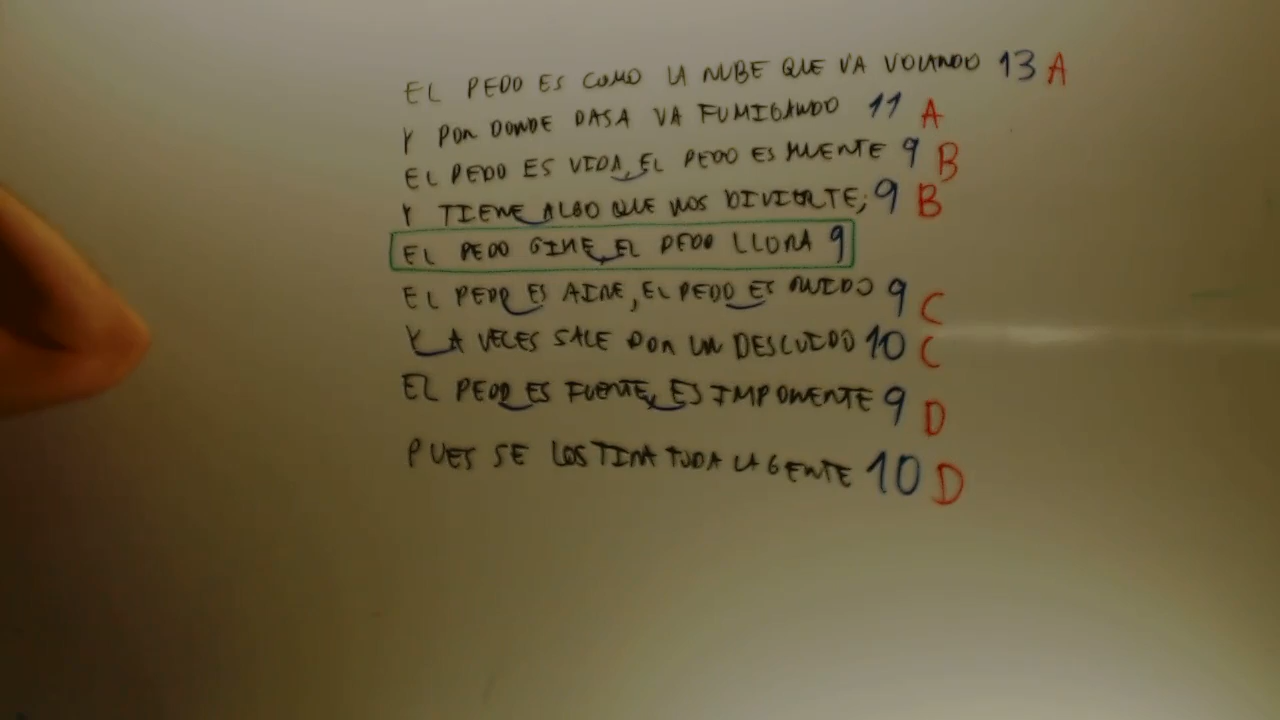 EL PEDO ES COMO LA NUBE QUE VA VOLANDO 13 A
Y POR DONDE PASA VA FUMIGANDO 11 A
EL PEDO ES VIDA, EL PEDO ES MUERTE 9 B
Y TIENE ALGO QUE NOS DIVIERTE; 9 B
EL PEDO GIME, EL PEDO LLORA 9
EL PEDO ES AIRE, EL PEDO ES RUIDO 9 C
Y A VECES SALE POR UN DESCUIDO 10 C
EL PEDO ES FUERTE, ES IMPONENTE 9 D
PUES SE LOS TIRA TODA LA GENTE 10 D